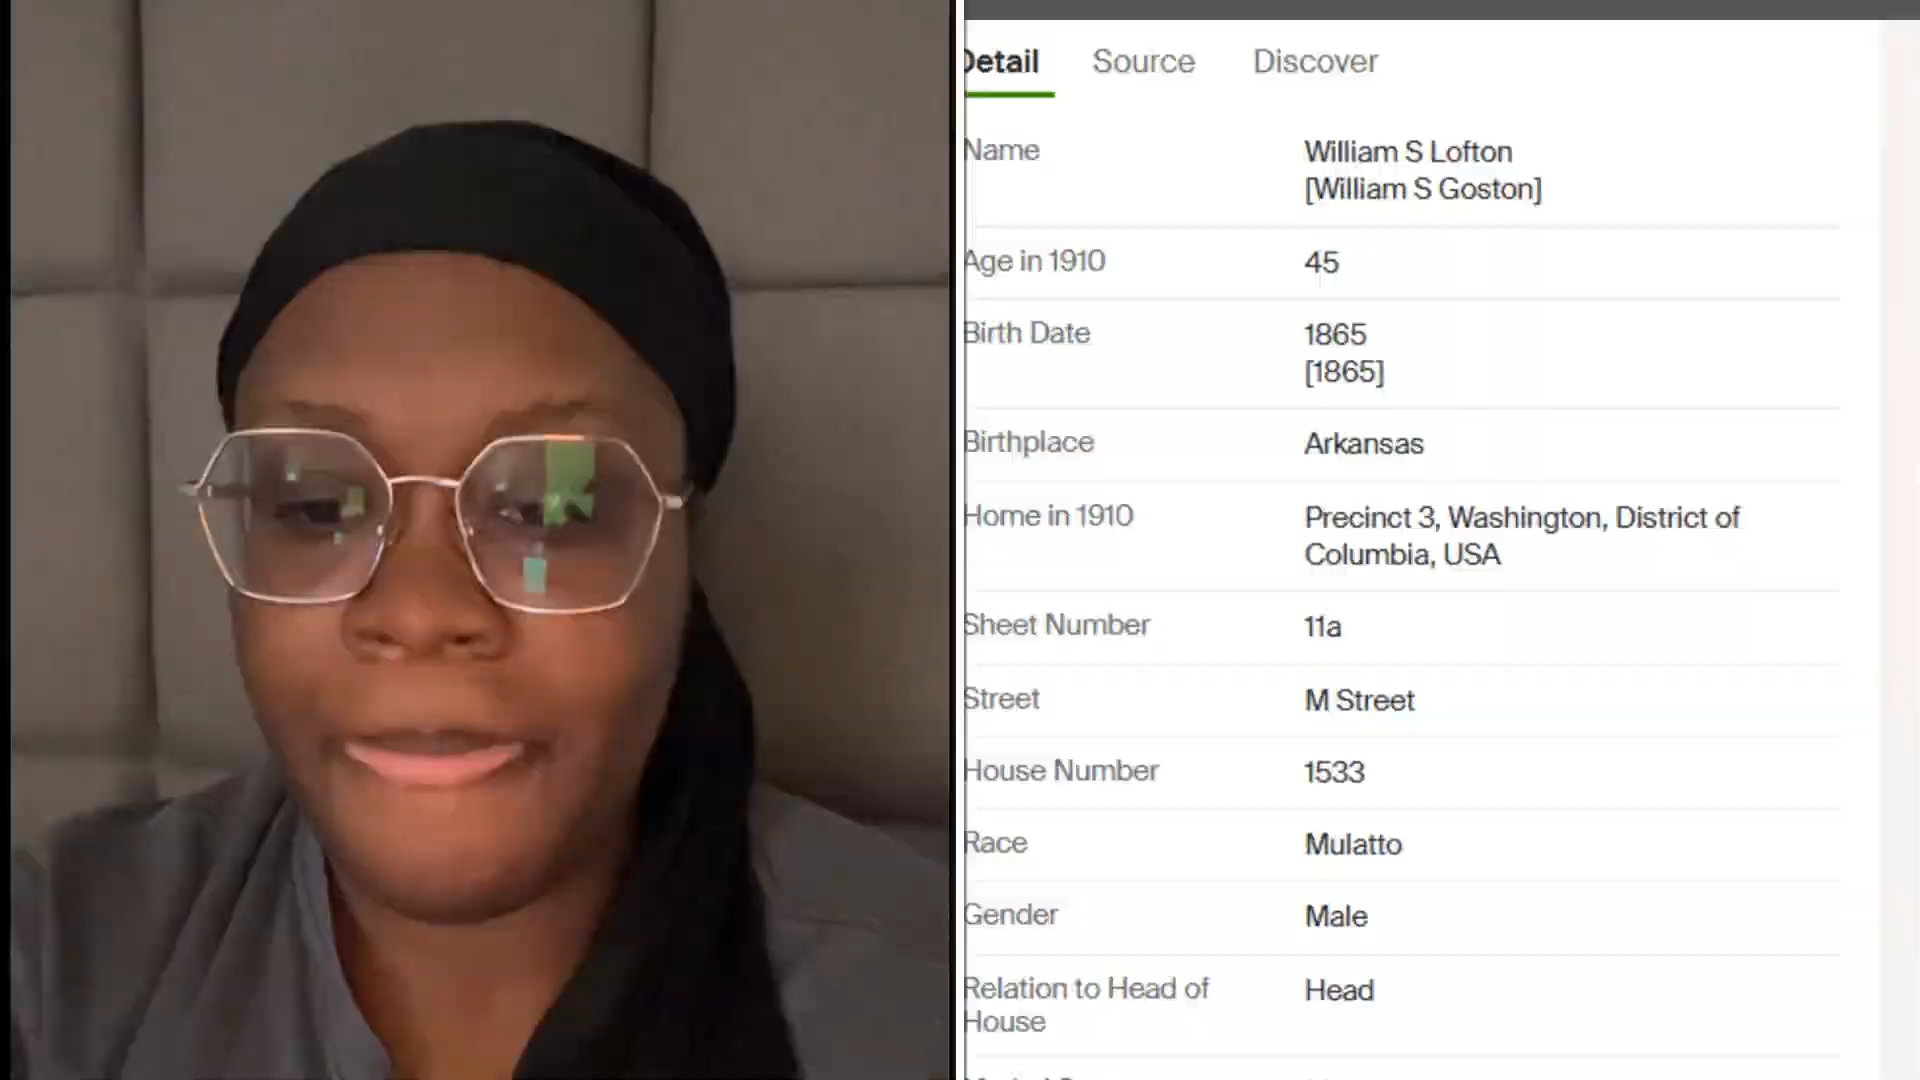 Detail Source Discover
Name William S Lofton
[William S Goston]
Age in 1910 45
Birth Date 1865
[1865]
Birthplace Arkansas
Home in 1910 Precinct 3, Washington, District of
Columbia, USA
Sheet Number 11a
Street M Street
House Number 1533
Race Mulatto
Gender Male
Relation to Head of Head
House